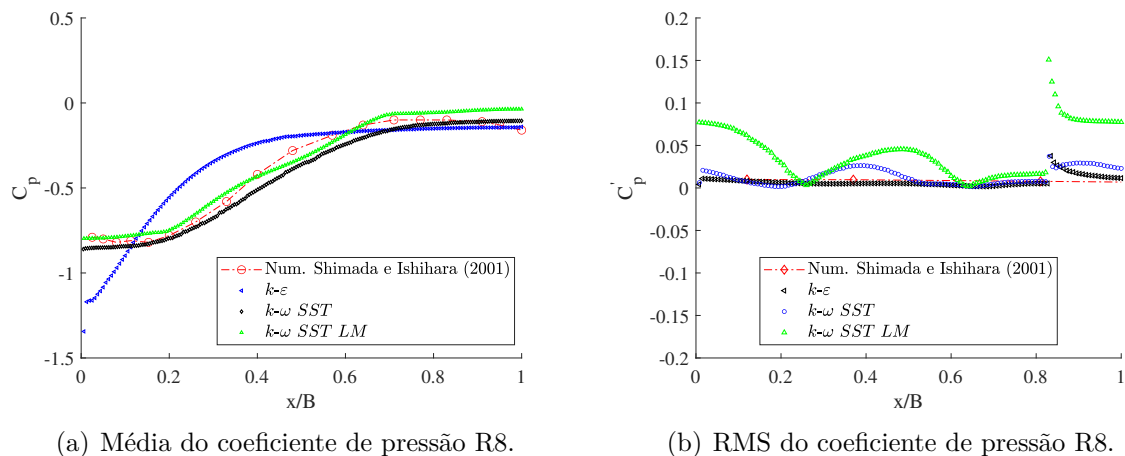 0.5
0
-0.5
-1
-1.5
C_p
0 0.2 0.4 0.6 0.8 1
x/B
Num. Shimada e Ishihara (2001)
k-ε
k-ω SST
k-ω SST LM
(a) Média do coeficiente de pressão R8.
0.2
0.15
0.1
0.05
0
-0.05
-0.1
-0.15
-0.2
C_p'
0 0.2 0.4 0.6 0.8 1
x/B
Num. Shimada e Ishihara (2001)
k-ε
k-ω SST
k-ω SST LM
(b) RMS do coeficiente de pressão R8.